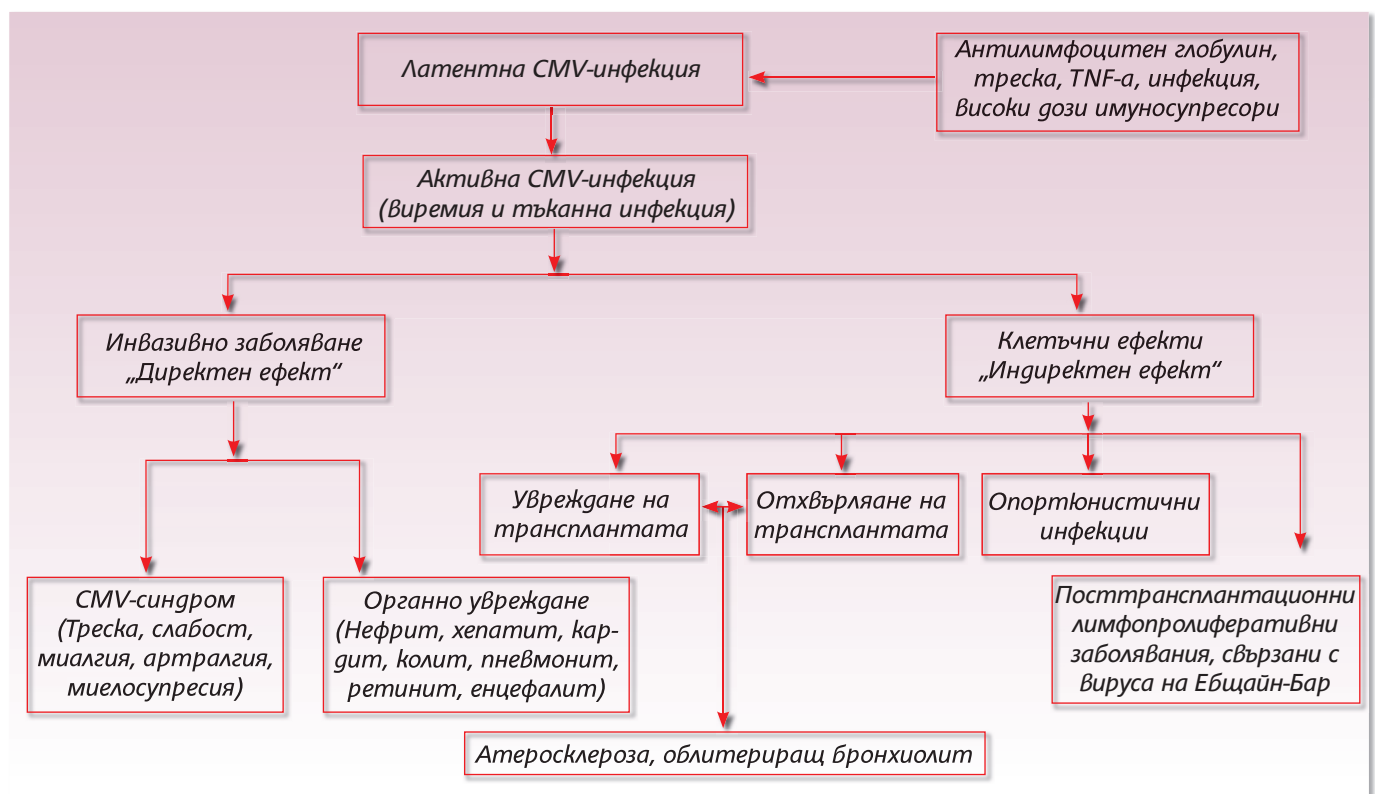 Латентна CMV-инфекция
Антилимфоцитен глобулин,
треска, TNF-a, инфекция,
високи дози имуносупресори
Активна CMV-инфекция
(виремия и тъканна инфекция)
Инвазивно заболяване
„Директен ефект“
Клетъчни ефекти
„Индиректен ефект“
Увреждане на
трансплантата
Отхвърляане на
трансплантата
Опортюнистични
инфекции
CMV-синдром
(Треска, слабост,
миалгия, артралгия,
миелосупресия)
Органно увреждане
(Нефрит, хепатит, кар-
дит, колит, пневмонит,
ретинит, енцефалит)
Посттрансплантационни
лимфопролиферативни
заболявания, свързани с
вируса на Ебщайн-Бар
Атеросклероза, облитериращ бронхиолит